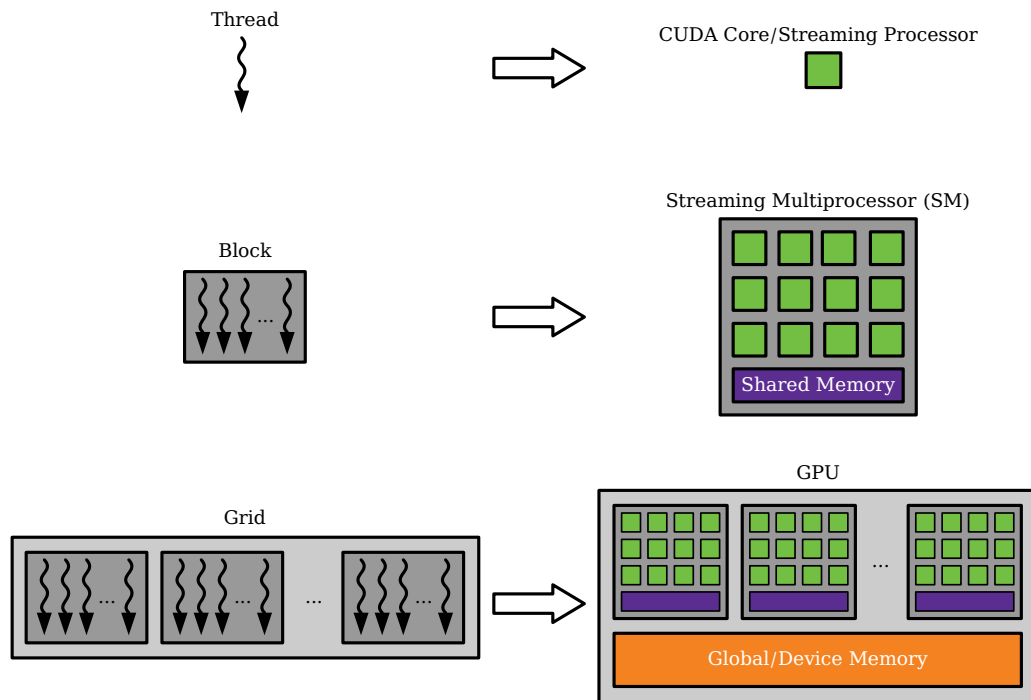 Thread
CUDA Core/Streaming Processor
Block
...
Streaming Multiprocessor (SM)
Shared Memory
Grid
...
...
...
...
GPU
...
Global/Device Memory